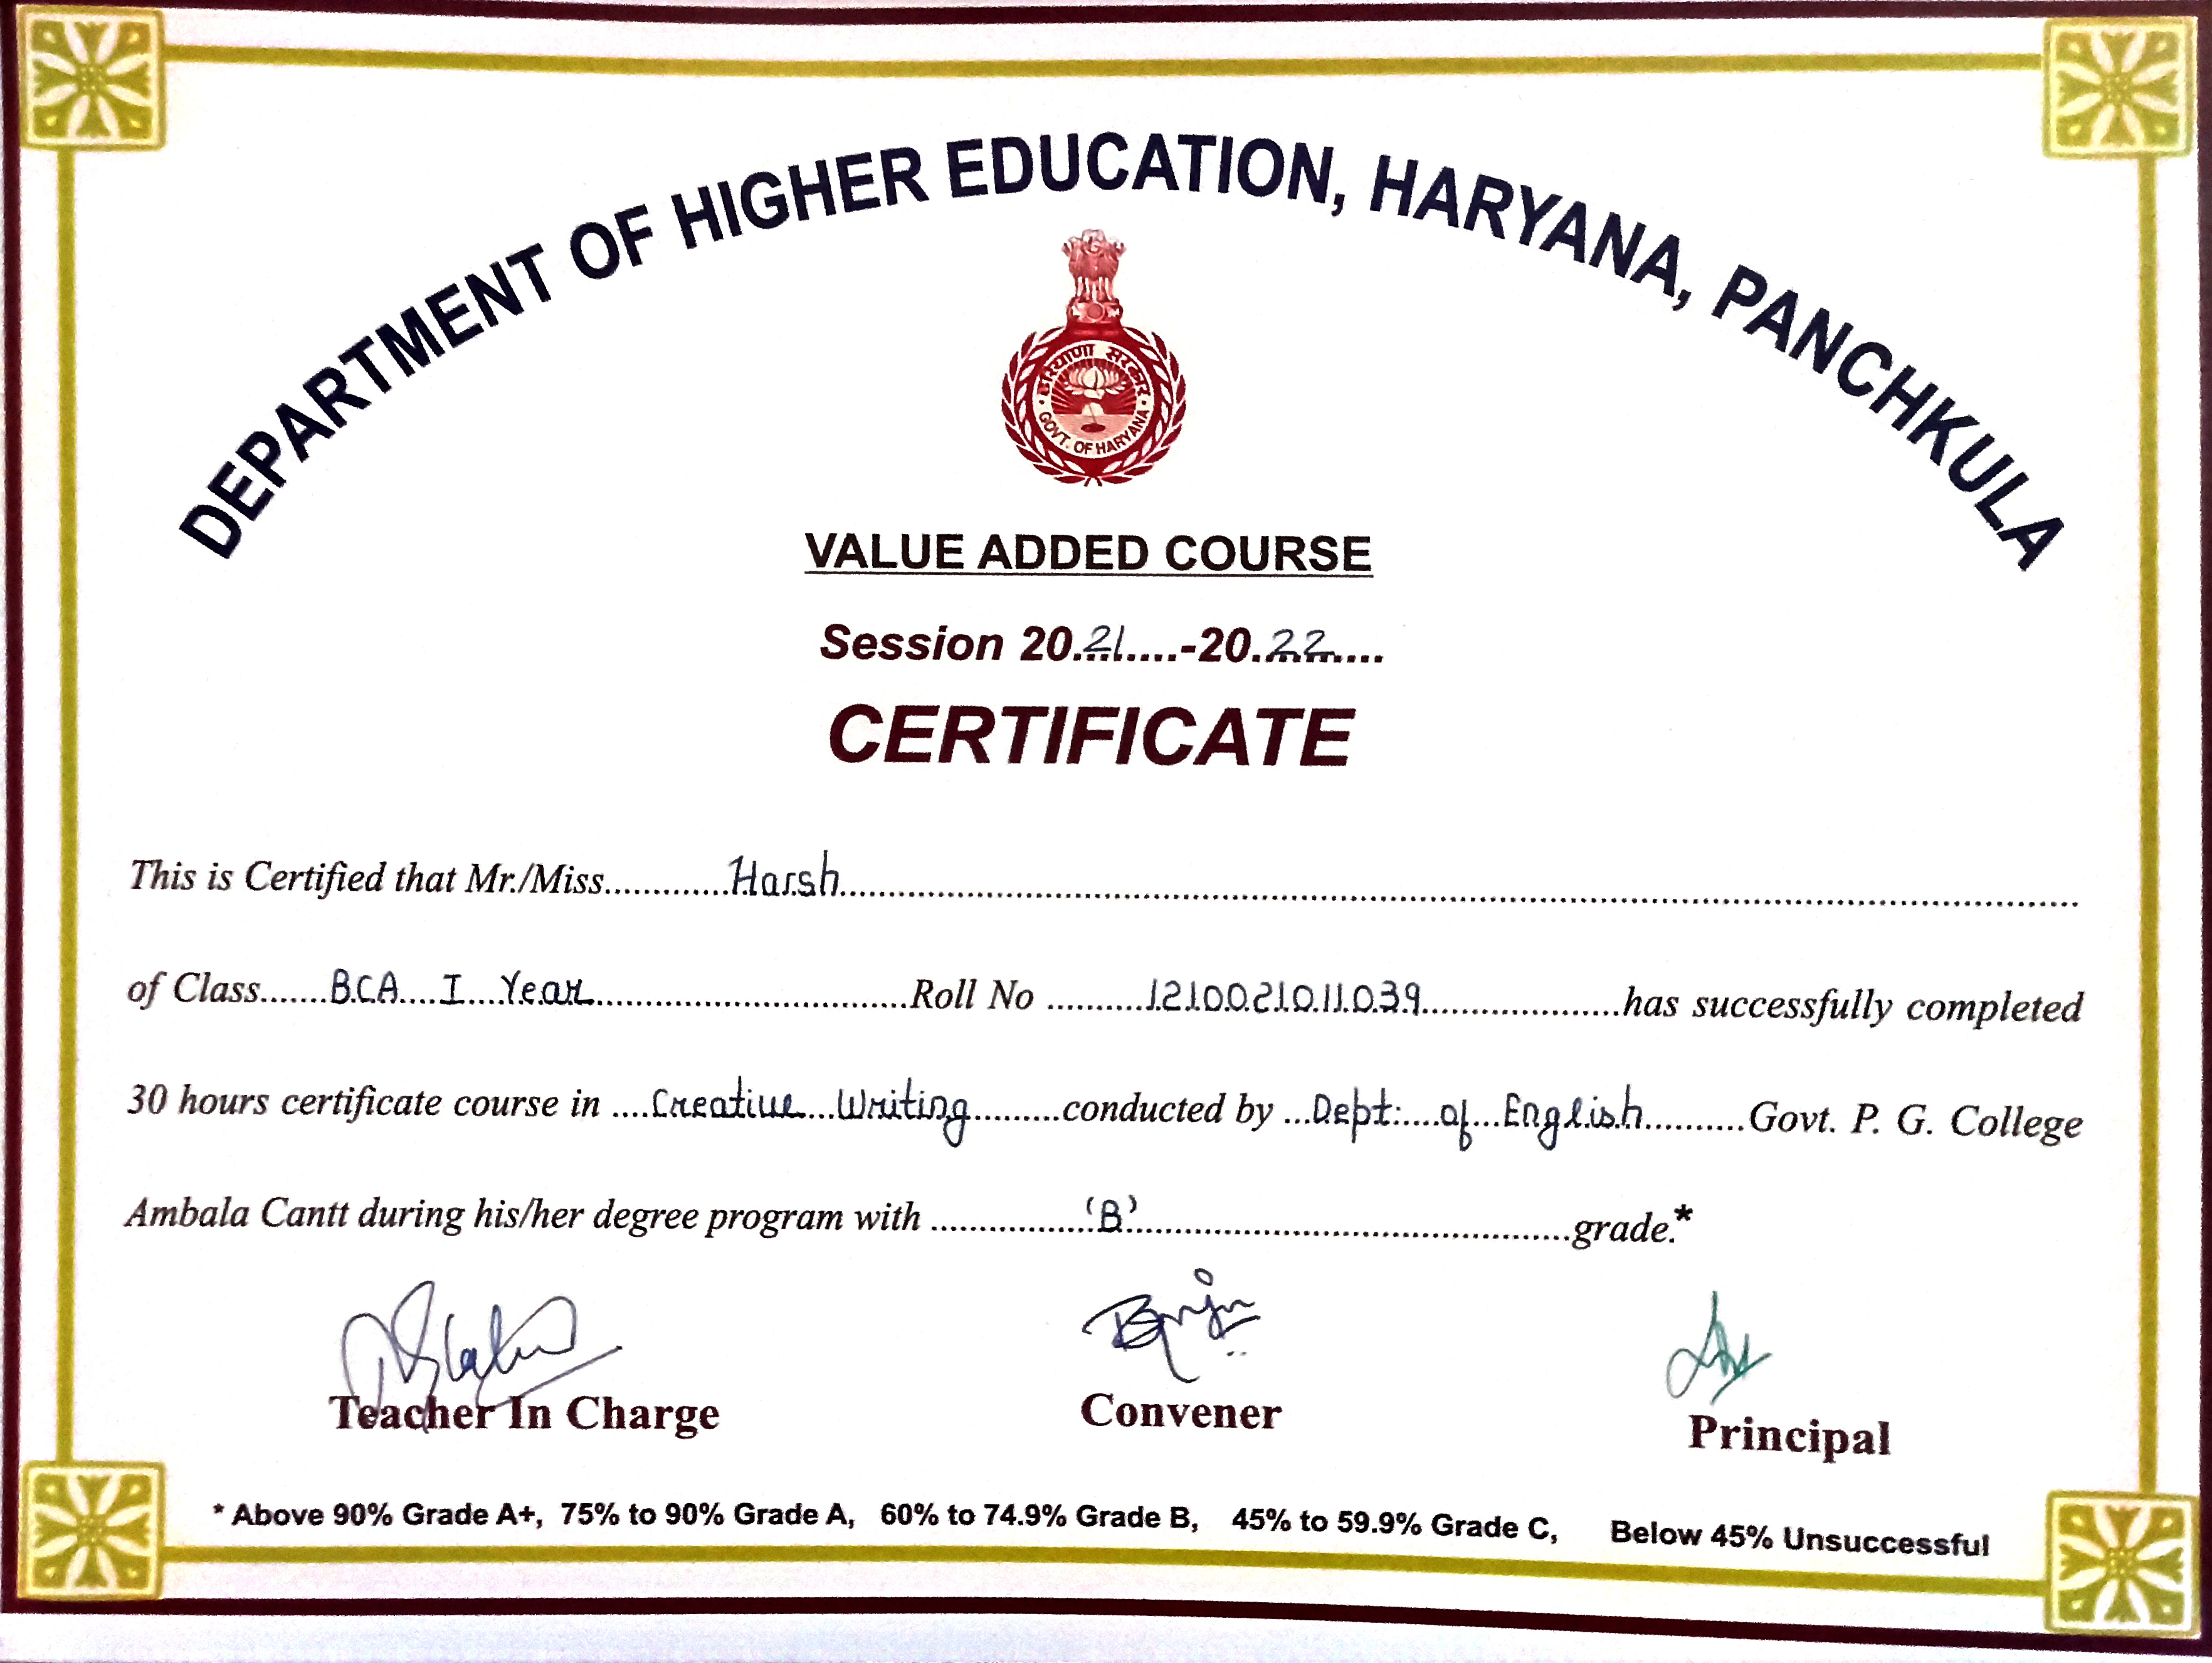 DEPARTMENT OF HIGHER EDUCATION, HARYANA, PANCHKULA
हरियाणा सरकार
GOVT. OF HARYANA
VALUE ADDED COURSE
Session 20.21....-20.22.....
CERTIFICATE
This is Certified that Mr./Miss.............Harsh.............
of Class.......BCA....I....Year.............Roll No ..........1210021011039.............has successfully completed
30 hours certificate course in ....Creative...Writing.........conducted by ...Deptt:....of...English..........Govt. P. G. College
Ambala Cantt during his/her degree program with .................'B'.............grade.*
Teacher In Charge
Convener
Principal
* Above 90% Grade A+, 75% to 90% Grade A, 60% to 74.9% Grade B, 45% to 59.9% Grade C, Below 45% Unsuccessful